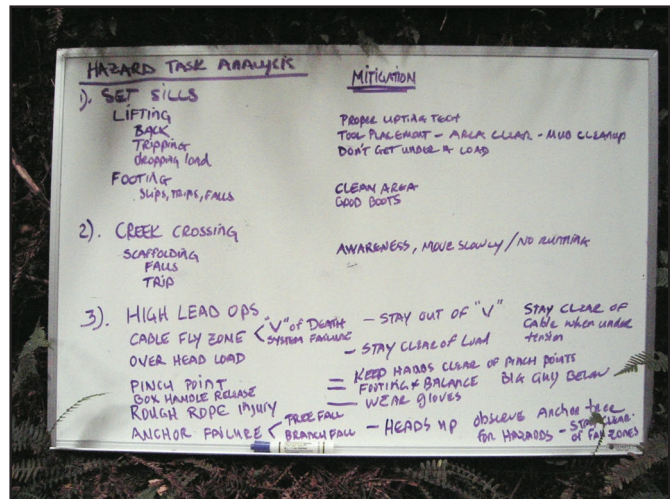 HAZARD TASK ANALYSIS
MITIGATION
1). SET SILLS
LIFTING
BACK
TRIPPING
dropping load
FOOTING
SLIPS, TRIPS, FALLS
PROPER LIFTING TECH
TOOL PLACEMENT - AREA CLEAR - MUD CLEANUP
DON'T GET UNDER A LOAD
CLEAN AREA
GOOD BOOTS
2). CREEK CROSSING
SCAFFOLDING
FALLS
TRIP
AWARENESS, MOVE SLOWLY / NO RUNNING
3). HIGH LEAD OPS
CABLE FLY ZONE < "V" OF DEATH
SYSTEM FAILURE
- STAY OUT OF "V"
STAY CLEAR OF
Cable when under
tension
OVER HEAD LOAD
- STAY CLEAR OF LOAD
PINCH POINT
- KEEP HANDS CLEAR OF PINCH POINTS
BOX HANDLE RELEASE
- FOOTING & BALANCE BIG GUY BELOW
ROUGH ROPE INJURY
- WEAR GLOVES
ANCHOR FAILURE < TREE FALL
BRANCH FALL
- HEADS UP
OBSERVE ANCHOR tree
FOR HAZARDS - STAY CLEAR
OF FALL ZONES